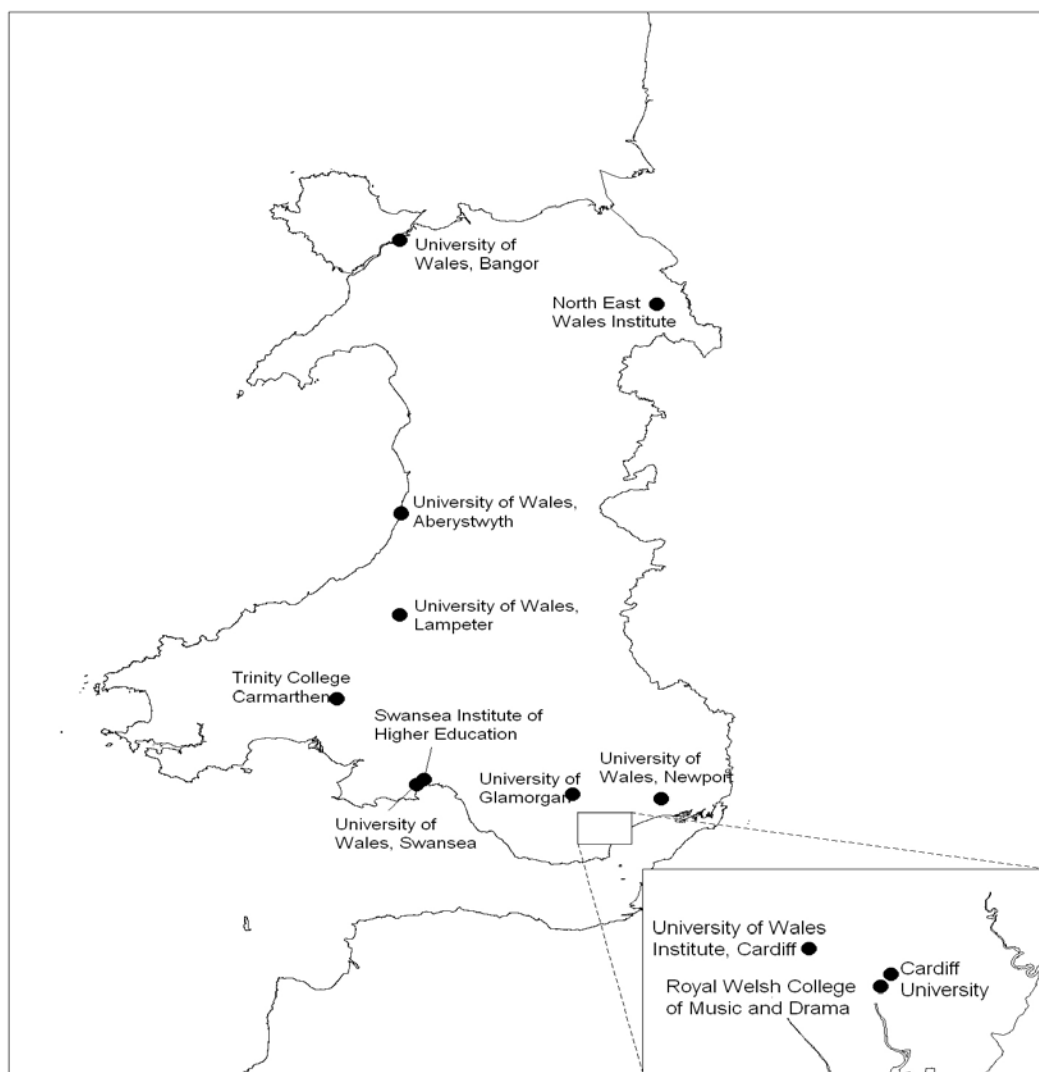 University of
Wales, Bangor
North East
Wales Institute
University of Wales,
Aberystwyth
University of Wales,
Lampeter
Trinity College
Carmarthen
Swansea Institute of
Higher Education
University of
Wales, Newport
University of
Glamorgan
University of
Wales, Swansea
University of Wales
Institute, Cardiff
Cardiff
University
Royal Welsh College
of Music and Drama